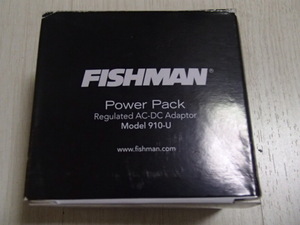 FISHMAN®
Power Pack
Regulated AC-DC Adaptor
Model 910-U
www.fishman.com